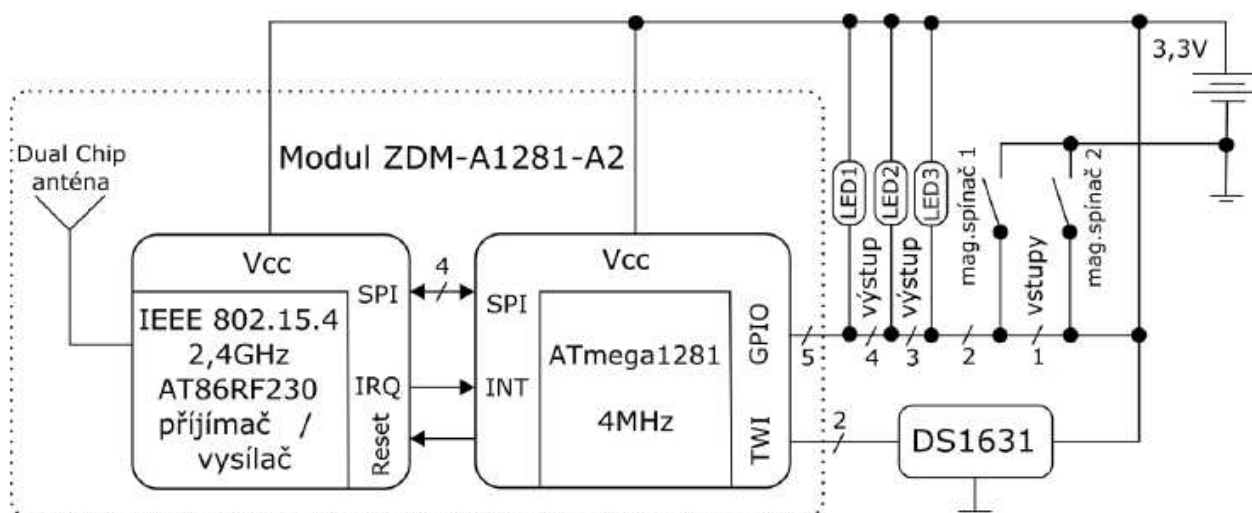 3,3V
Dual Chip
anténa
Modul ZDM-A1281-A2
LED1
LED2
LED3
mag.spínač 1
mag.spínač 2
výstup
výstup
vstupy
Vcc
SPI
IEEE 802.15.4
2,4GHz
AT86RF230
příjímač /
vysílač
IRQ
Reset
4
Vcc
SPI
INT
ATmega1281
4MHz
GPIO
TWI
5
4
3
2
1
2
DS1631